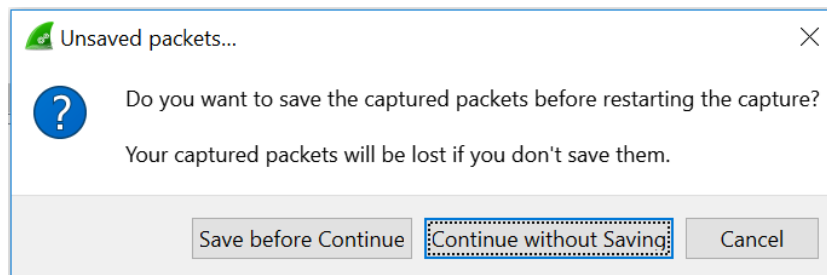 Unsaved packets...
Do you want to save the captured packets before restarting the capture?
Your captured packets will be lost if you don't save them.
Save before Continue
Continue without Saving
Cancel